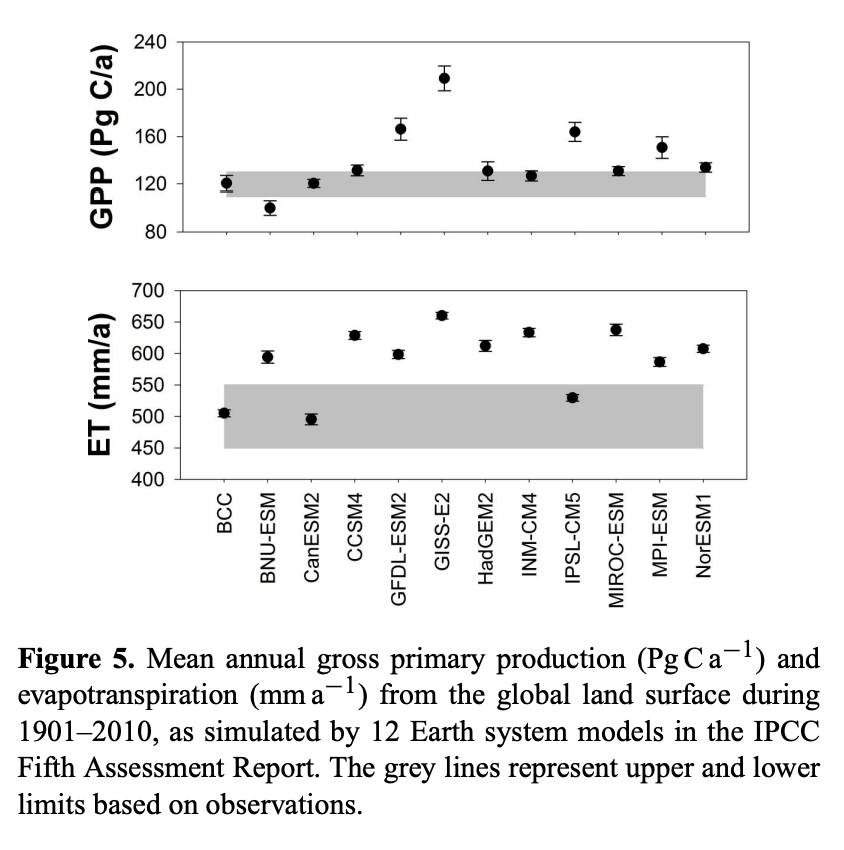 GPP (Pg C/a)
240
200
160
120
80
ET (mm/a)
700
650
600
550
500
450
400
BCC
BNU-ESM
CanESM2
CCSM4
GFDL-ESM2
GISS-E2
HadGEM2
INM-CM4
IPSL-CM5
MIROC-ESM
MPI-ESM
NorESM1
Figure 5. Mean annual gross primary production (Pg C a⁻¹) and
evapotranspiration (mm a⁻¹) from the global land surface during
1901–2010, as simulated by 12 Earth system models in the IPCC
Fifth Assessment Report. The grey lines represent upper and lower
limits based on observations.